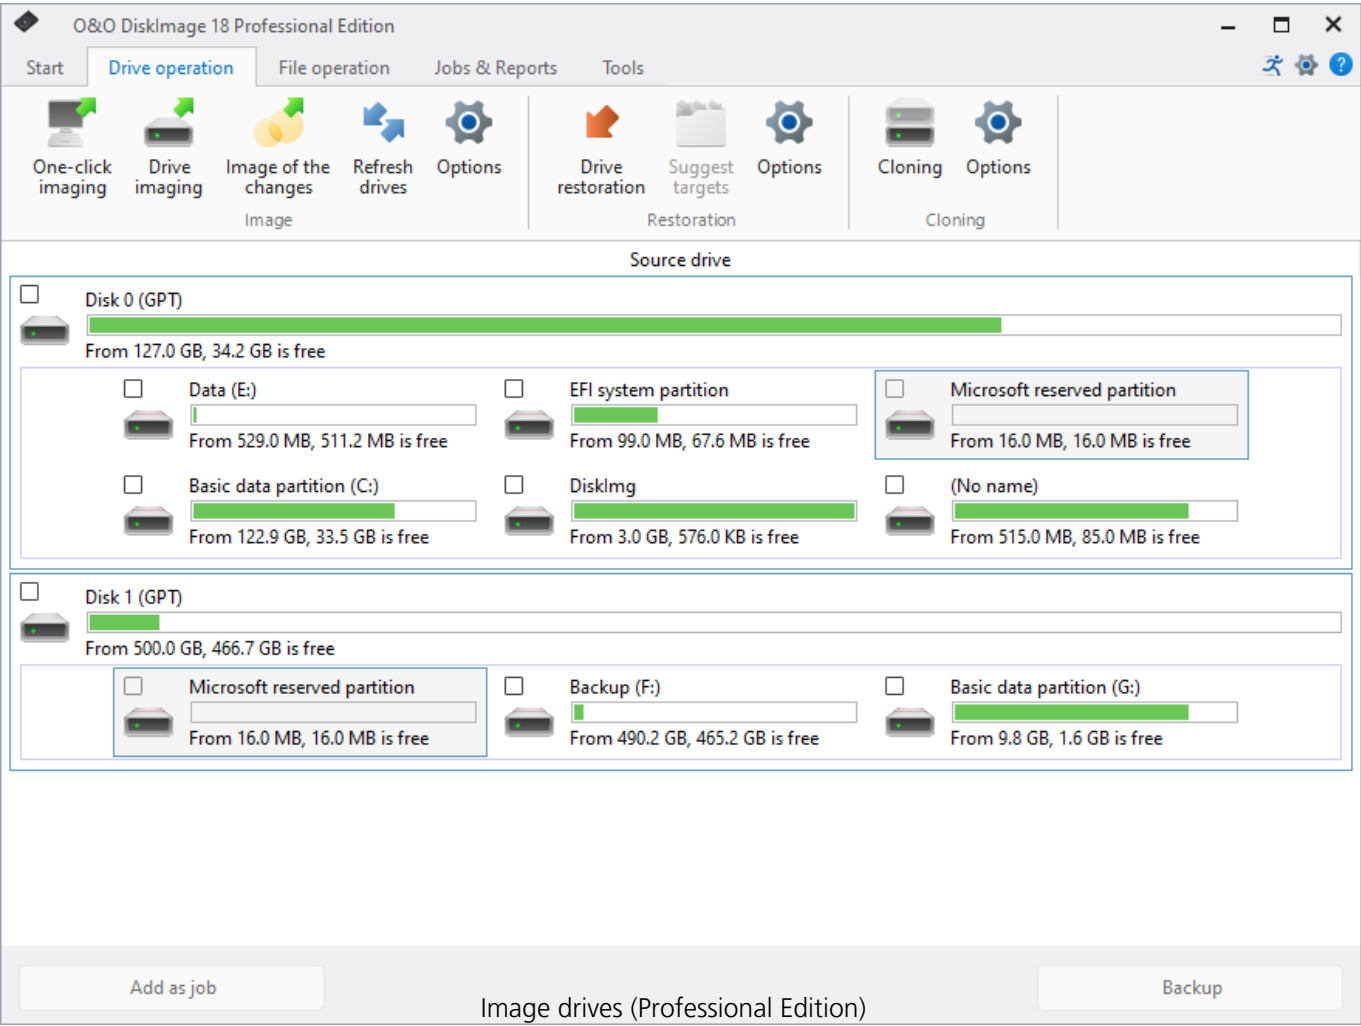 O&O DiskImage 18 Professional Edition
Start Drive operation File operation Jobs & Reports Tools
One-click imaging
Drive imaging
Image of the changes
Refresh drives
Options
Image
Drive restoration
Suggest targets
Options
Restoration
Cloning
Options
Cloning
Source drive
Disk 0 (GPT)
From 127.0 GB, 34.2 GB is free
Data (E:)
From 529.0 MB, 511.2 MB is free
EFI system partition
From 99.0 MB, 67.6 MB is free
Microsoft reserved partition
From 16.0 MB, 16.0 MB is free
Basic data partition (C:)
From 122.9 GB, 33.5 GB is free
DiskImg
From 3.0 GB, 576.0 KB is free
(No name)
From 515.0 MB, 85.0 MB is free
Disk 1 (GPT)
From 500.0 GB, 466.7 GB is free
Microsoft reserved partition
From 16.0 MB, 16.0 MB is free
Backup (F:)
From 490.2 GB, 465.2 GB is free
Basic data partition (G:)
From 9.8 GB, 1.6 GB is free
Add as job
Backup
Image drives (Professional Edition)